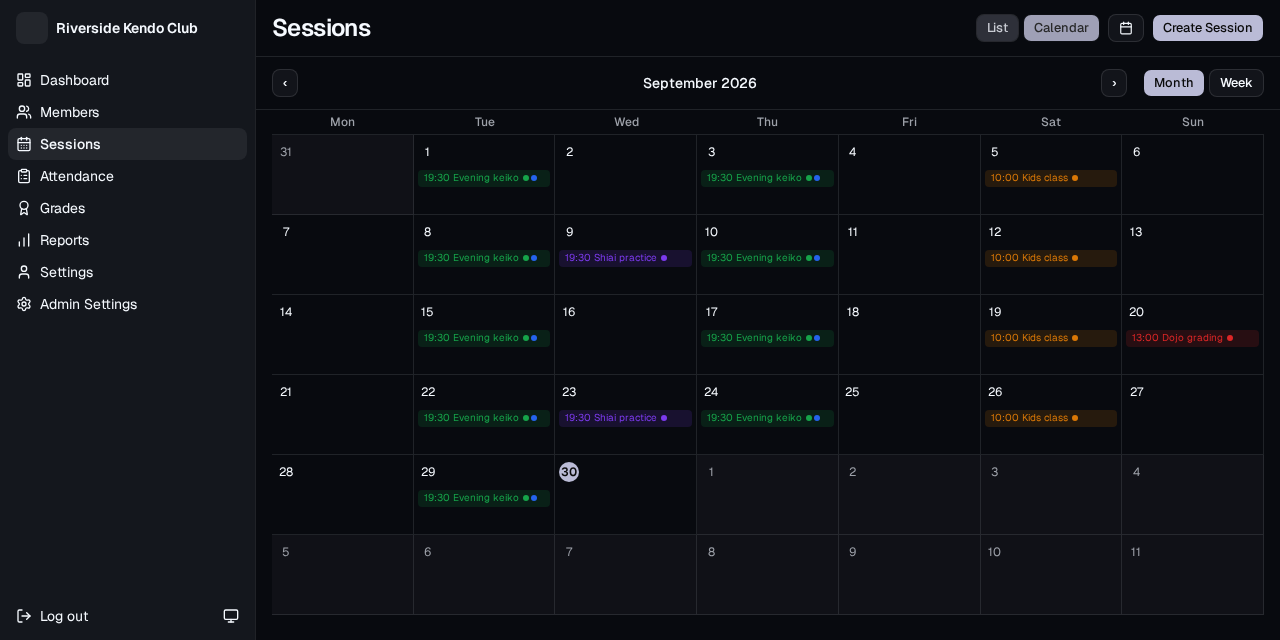 Riverside Kendo Club
Dashboard
Members
Sessions
Attendance
Grades
Reports
Settings
Admin Settings
Log out
Sessions
List
Calendar
Create Session
‹
September 2026
›
Month
Week
Mon Tue Wed Thu Fri Sat Sun
31 1 2 3 4 5 6
19:30 Evening keiko 19:30 Evening keiko 10:00 Kids class
7 8 9 10 11 12 13
19:30 Evening keiko 19:30 Shiai practice 19:30 Evening keiko 10:00 Kids class
14 15 16 17 18 19 20
19:30 Evening keiko 19:30 Evening keiko 10:00 Kids class 13:00 Dojo grading
21 22 23 24 25 26 27
19:30 Evening keiko 19:30 Shiai practice 19:30 Evening keiko 10:00 Kids class
28 29 30 1 2 3 4
19:30 Evening keiko
5 6 7 8 9 10 11